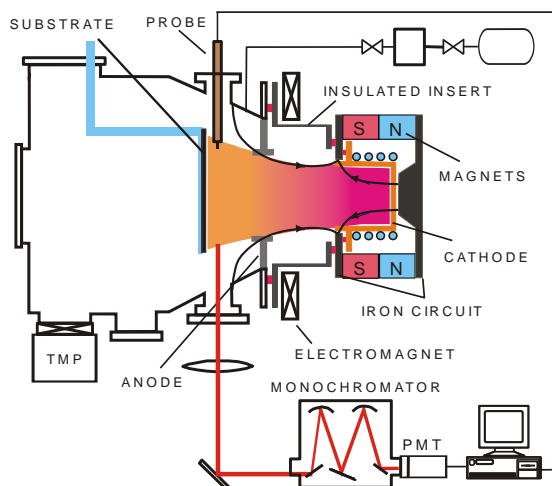 PROBE
SUBSTRATE
INSULATED INSERT
S N
MAGNETS
CATHODE
S N
IRON CIRCUIT
ELECTROMAGNET
TMP
ANODE
MONOCHROMATOR
PMT